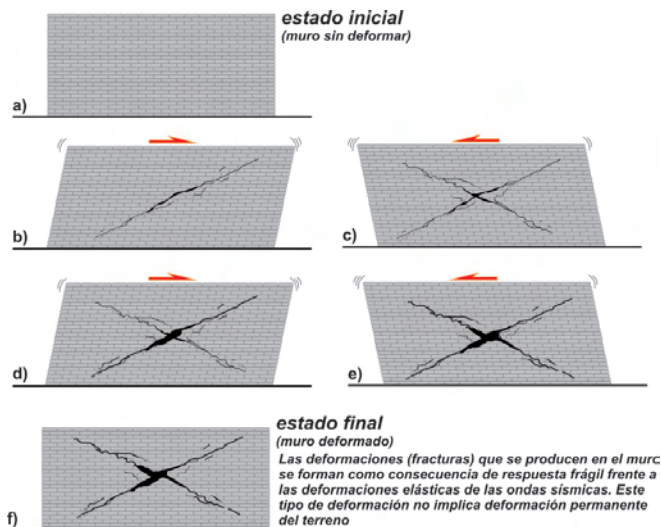 estado inicial
(muro sin deformar)
a)
b)
c)
d)
e)
estado final
(muro deformado)
Las deformaciones (fracturas) que se producen en el muro
se forman como consecuencia de respuesta frágil frente a
las deformaciones elásticas de las ondas sísmicas. Este
tipo de deformación no implica deformación permanente
del terreno
f)